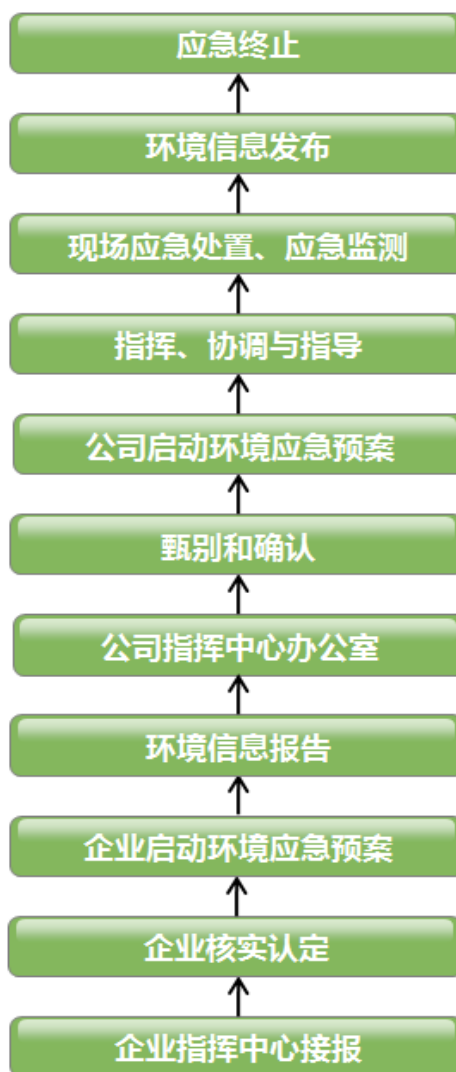 应急终止
环境信息发布
现场应急处置、应急监测
指挥、协调与指导
公司启动环境应急预案
甄别和确认
公司指挥中心办公室
环境信息报告
企业启动环境应急预案
企业核实认定
企业指挥中心接报